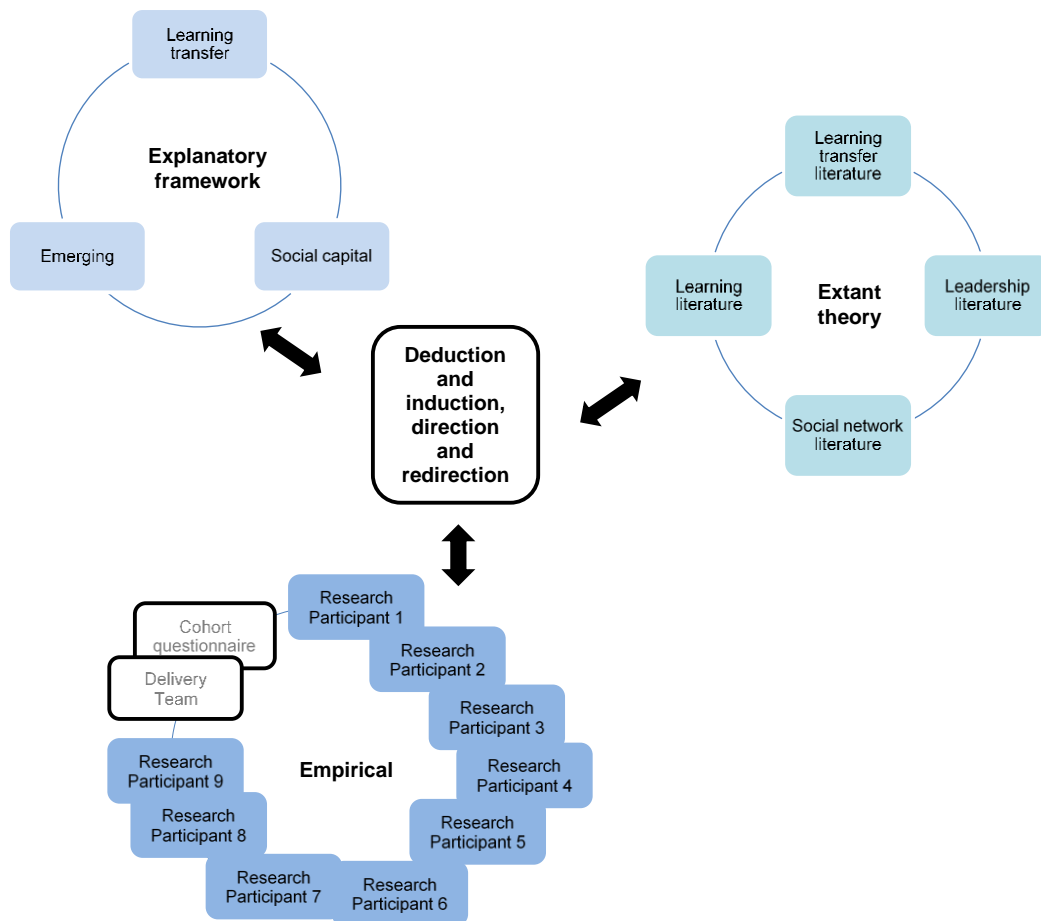 Learning
transfer
Explanatory
framework
Emerging
Social capital
Learning
transfer
literature
Learning
literature
Extant
theory
Leadership
literature
Social network
literature
Deduction
and
induction,
direction
and
redirection
Research
Participant 1
Cohort
questionnaire
Research
Participant 2
Delivery
Team
Research
Participant 3
Research
Participant 9
Empirical
Research
Participant 4
Research
Participant 8
Research
Participant 5
Research
Participant 7
Research
Participant 6